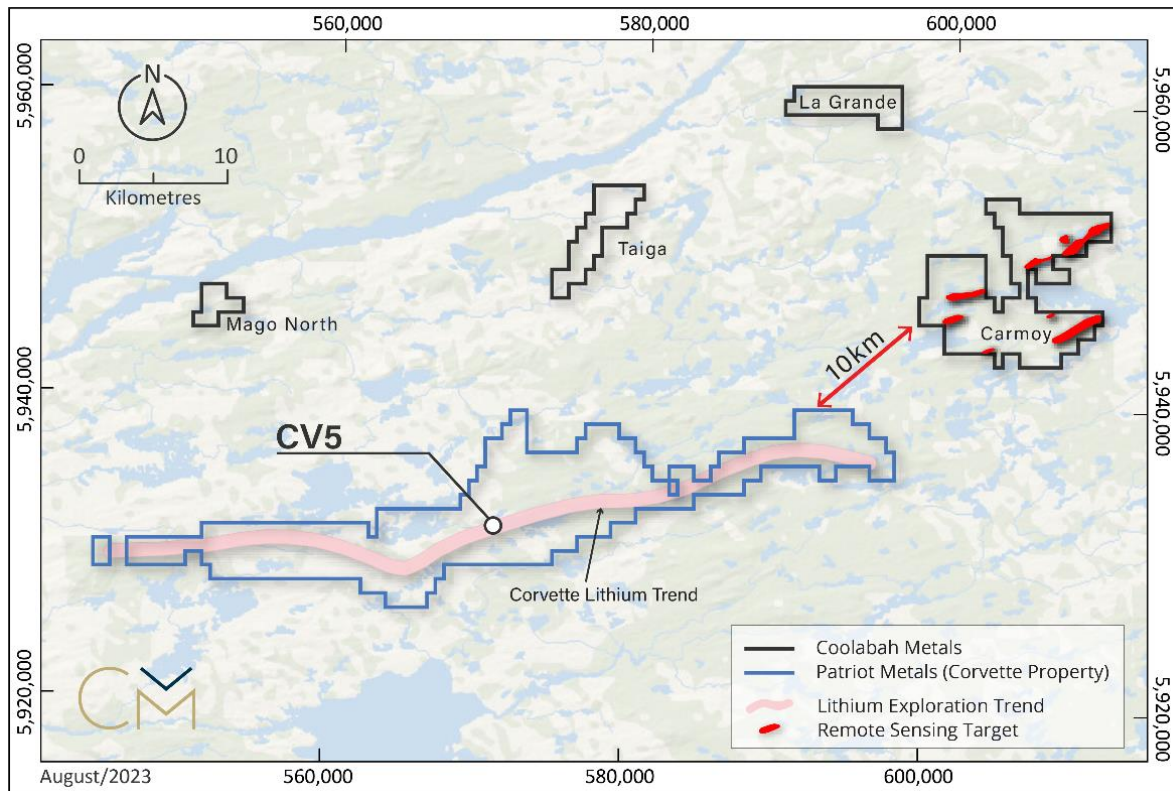 560,000 580,000 600,000
5,960,000
5,960,000
N
0 10
Kilometres
La Grande
Taiga
Mago North
Carmoy
10km
5,940,000
5,940,000
CV5
Corvette Lithium Trend
Coolabah Metals
Patriot Metals (Corvette Property)
Lithium Exploration Trend
Remote Sensing Target
5,920,000
5,920,000
CM
August/2023
560,000 580,000 600,000